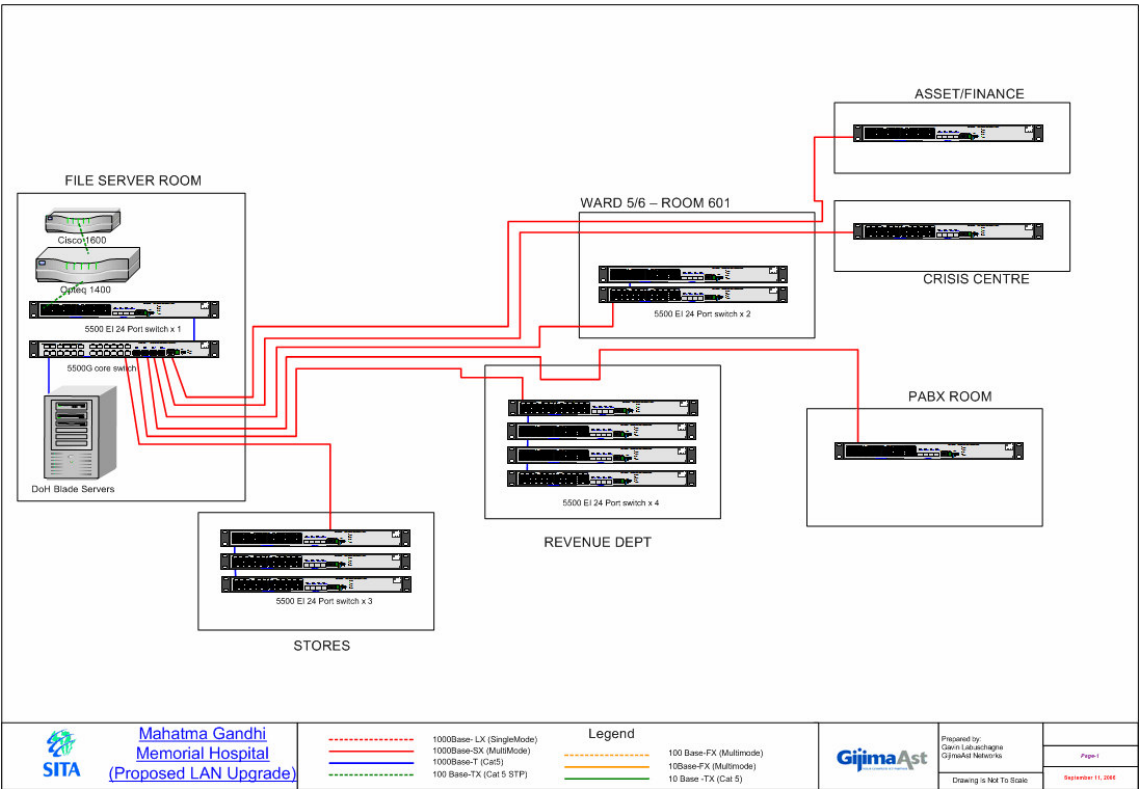 ASSET/FINANCE
FILE SERVER ROOM
WARD 5/6 – ROOM 601
Cisco 1600
CRISIS CENTRE
Opteq 1400
5500 EI 24 Port switch x 1
5500 EI 24 Port switch x 2
5500G core switch
PABX ROOM
DoH Blade Servers
5500 EI 24 Port switch x 4
REVENUE DEPT
5500 EI 24 Port switch x 3
STORES
SITA
Mahatma Gandhi
Memorial Hospital
(Proposed LAN Upgrade)
Legend
1000Base- LX (SingleMode)
1000Base-SX (MultiMode)
1000Base-T (Cat5)
100 Base-TX (Cat 5 STP)
100 Base-FX (Multimode)
10Base-FX (Multimode)
10 Base -TX (Cat 5)
GijimaAst
Prepared by:
Gavin Labuschagne
GijimaAst Networks
Drawing is Not To Scale
Page-1